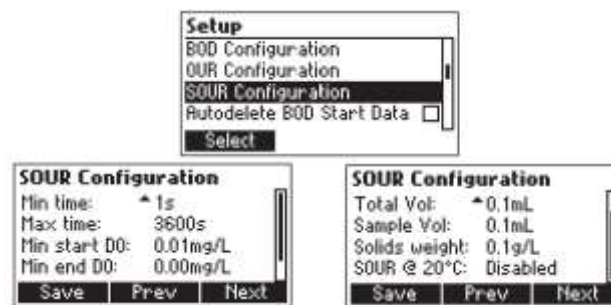 Setup
BOD Configuration
OUR Configuration
SOUR Configuration
Autodelete BOD Start Data
Select
SOUR Configuration
Min time: 1s
Max time: 3600s
Min start DO: 0.01mg/L
Min end DO: 0.00mg/L
Save Prev Next
SOUR Configuration
Total Vol: 0.1mL
Sample Vol: 0.1mL
Solids weight: 0.1g/L
SOUR @ 20°C: Disabled
Save Prev Next